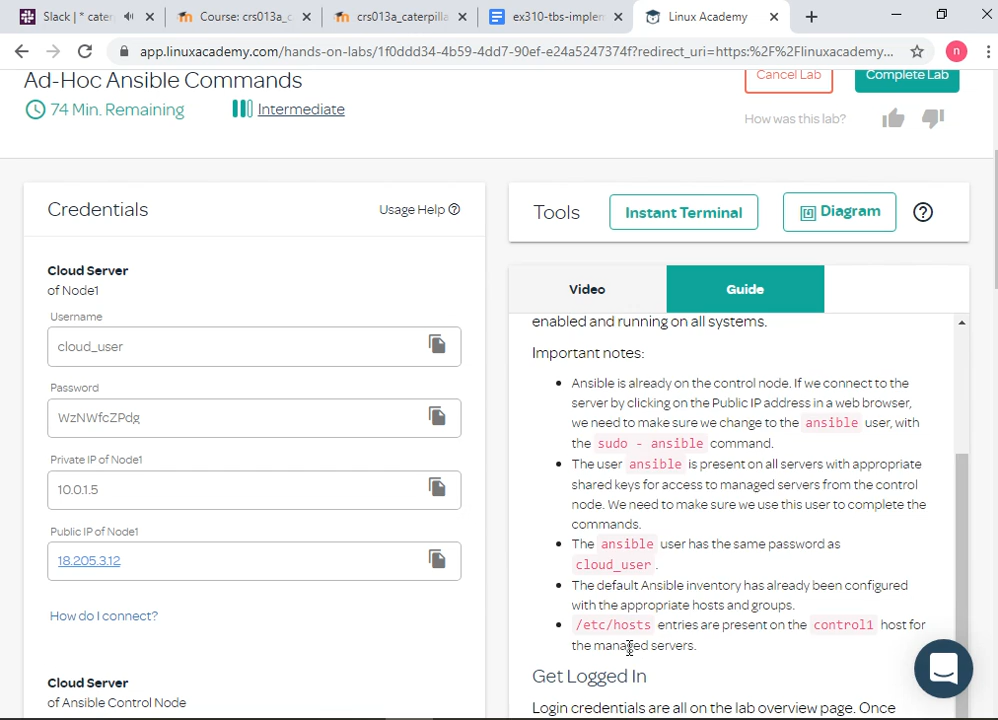 Slack | * cater
Course: crs013a_c
crs013a_caterpilla
ex310-tbs-implen
Linux Academy
app.linuxacademy.com/hands-on-labs/1f0ddd34-4b59-4dd7-90ef-e24a5247374f?redirect_uri=https:%2F%2Flinuxacademy...
n
Ad-Hoc Ansible Commands
Cancel Lab
Complete Lab
74 Min. Remaining
Intermediate
How was this lab?
Credentials
Usage Help
Cloud Server
of Node1
Username
cloud_user
Password
WzNWfcZPdg
Private IP of Node1
10.0.1.5
Public IP of Node1
18.205.3.12
How do I connect?
Cloud Server
of Ansible Control Node
Tools
Instant Terminal
Diagram
Video
Guide
enabled and running on all systems.
Important notes:
Ansible is already on the control node. If we connect to the
server by clicking on the Public IP address in a web browser,
we need to make sure we change to the ansible user, with
the sudo - ansible command.
The user ansible is present on all servers with appropriate
shared keys for access to managed servers from the control
node. We need to make sure we use this user to complete the
commands.
The ansible user has the same password as
cloud_user.
The default Ansible inventory has already been configured
with the appropriate hosts and groups.
/etc/hosts entries are present on the control1 host for
the managed servers.
Get Logged In
Login credentials are all on the lab overview page. Once